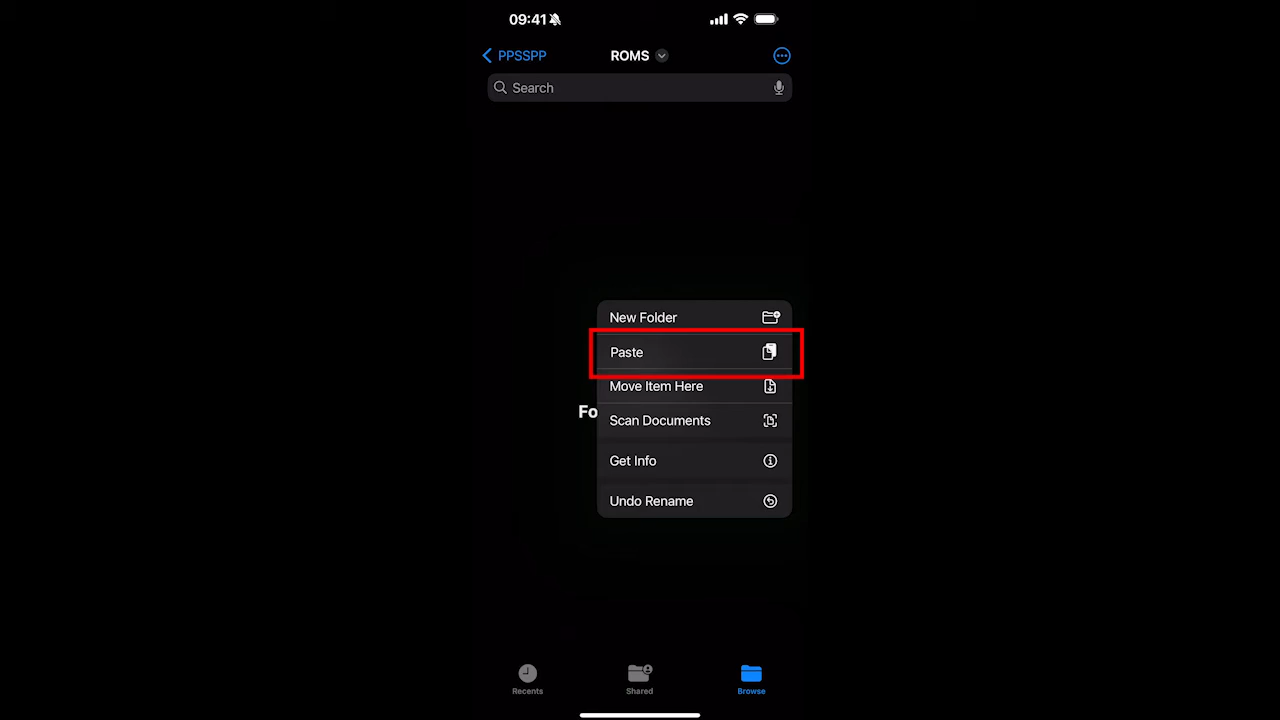 09:41
PPSSPP
ROMS
Search
New Folder
Paste
Move Item Here
Fo
Scan Documents
Get Info
Undo Rename
Recents
Shared
Browse